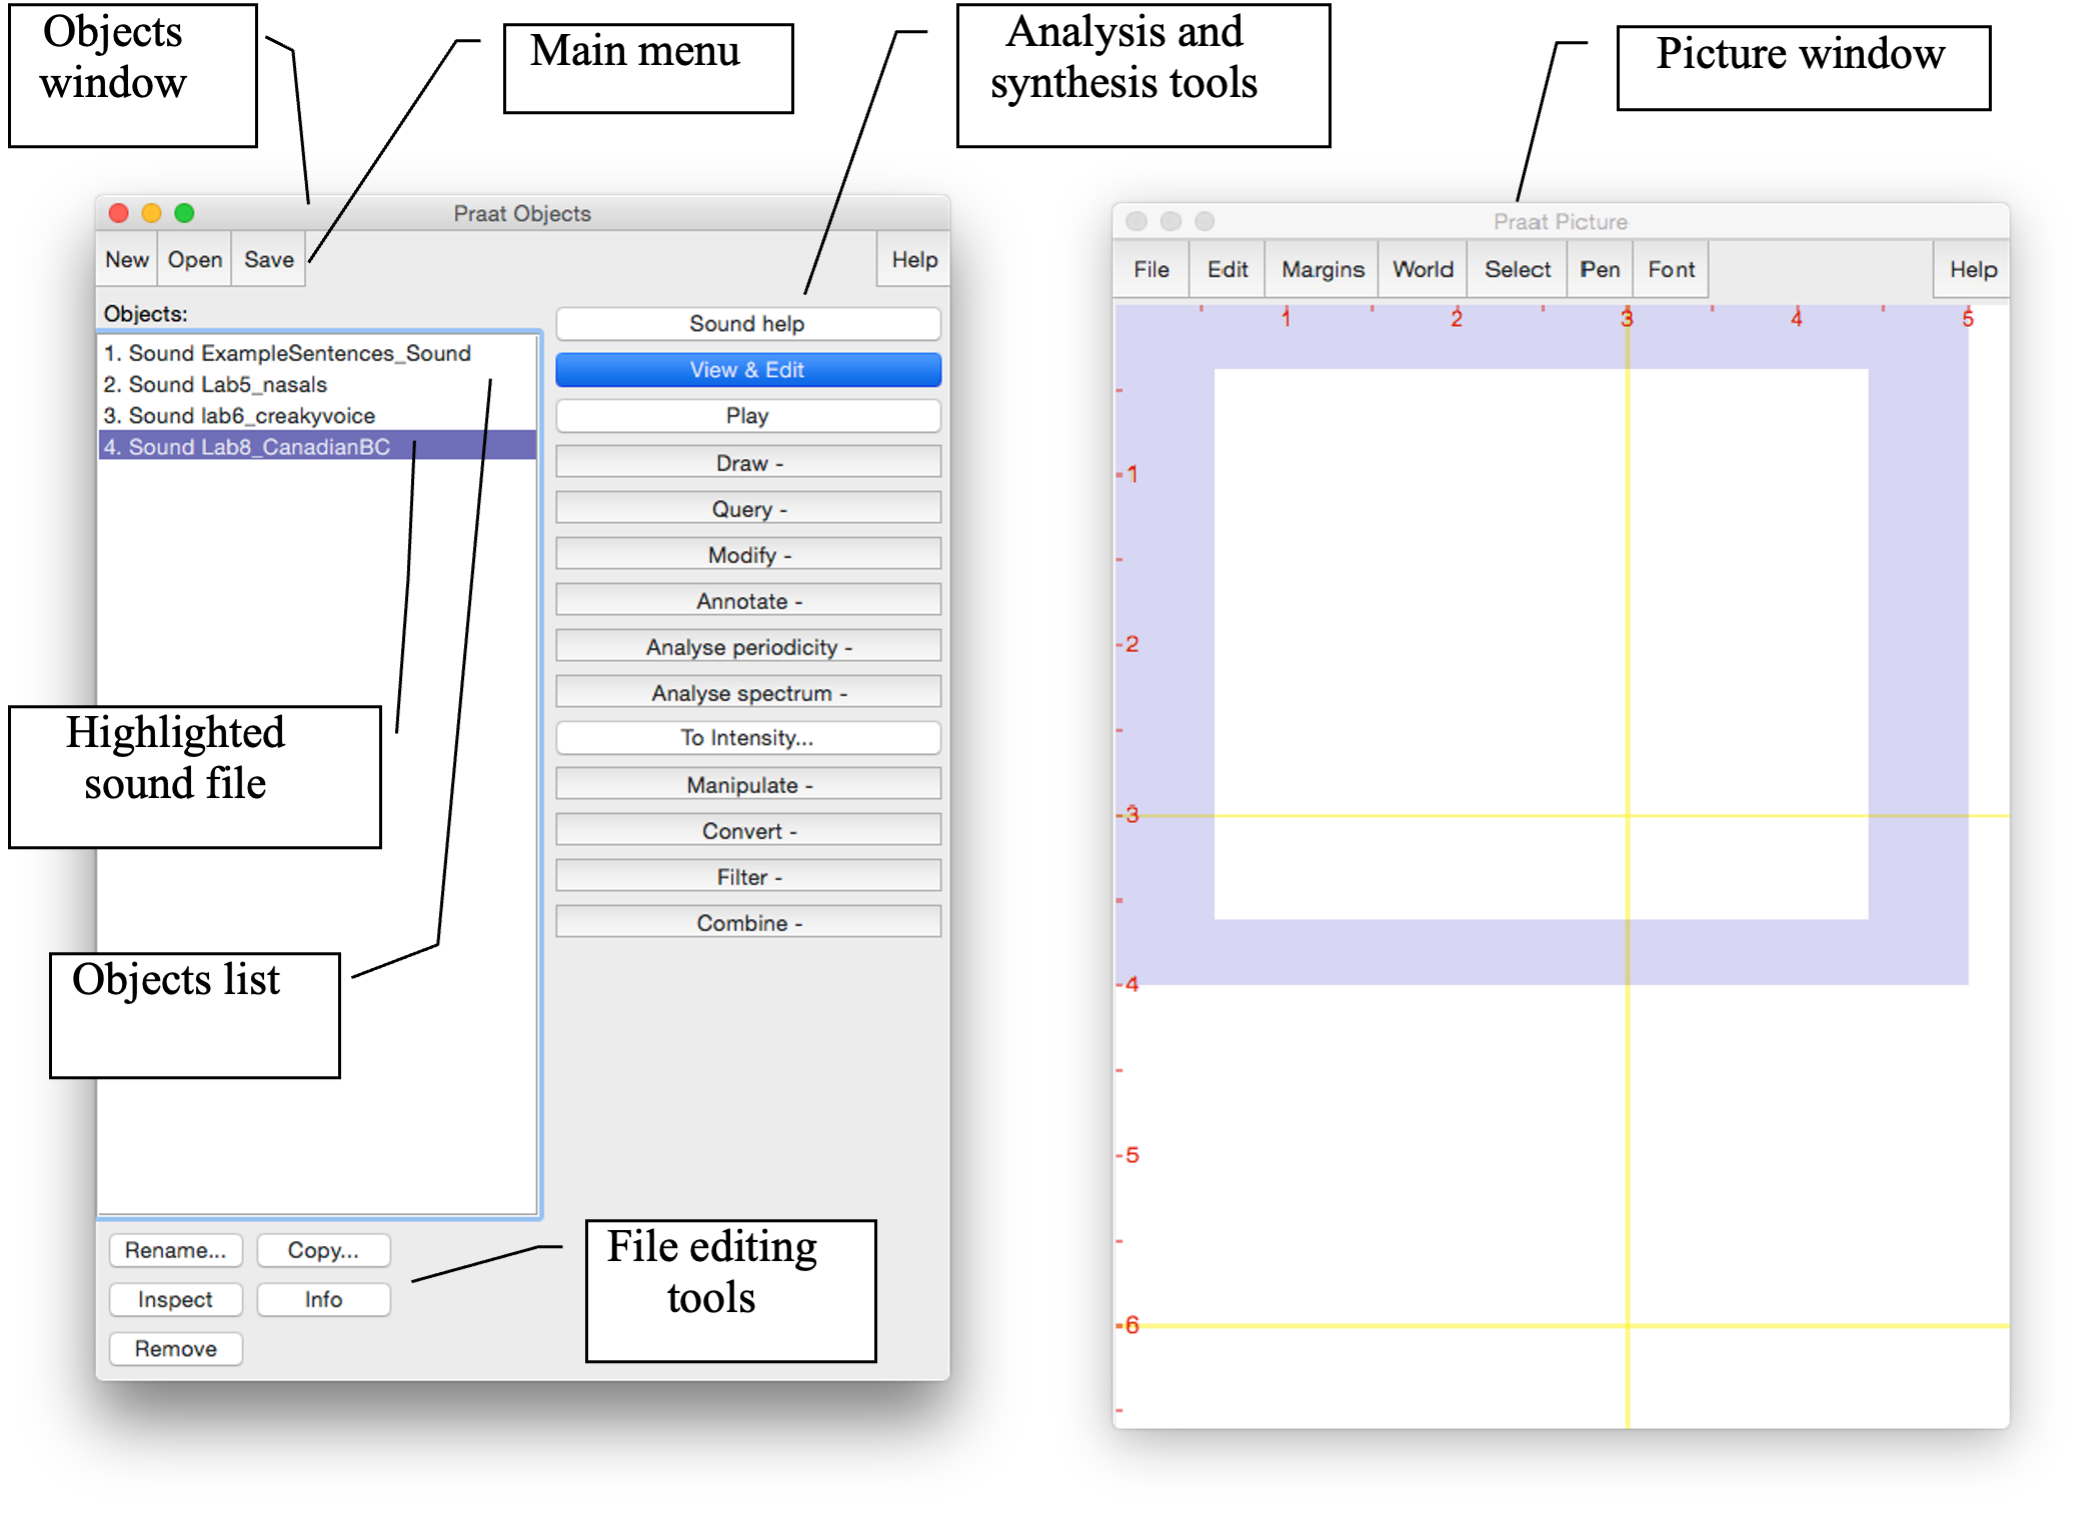 Objects
window
Main menu
Analysis and
synthesis tools
Picture window
Praat Objects
New Open Save Help
Objects:
1. Sound ExampleSentences_Sound
2. Sound Lab5_nasals
3. Sound lab6_creakyvoice
4. Sound Lab8_CanadianBC
Sound help
View & Edit
Play
Draw -
Query -
Modify -
Annotate -
Analyse periodicity -
Analyse spectrum -
To Intensity...
Manipulate -
Convert -
Filter -
Combine -
Highlighted
sound file
Objects list
Rename... Copy...
Inspect Info
Remove
File editing
tools
Praat Picture
File Edit Margins World Select Pen Font Help
1 2 3 4 5
-1
-2
-3
-4
-5
-6